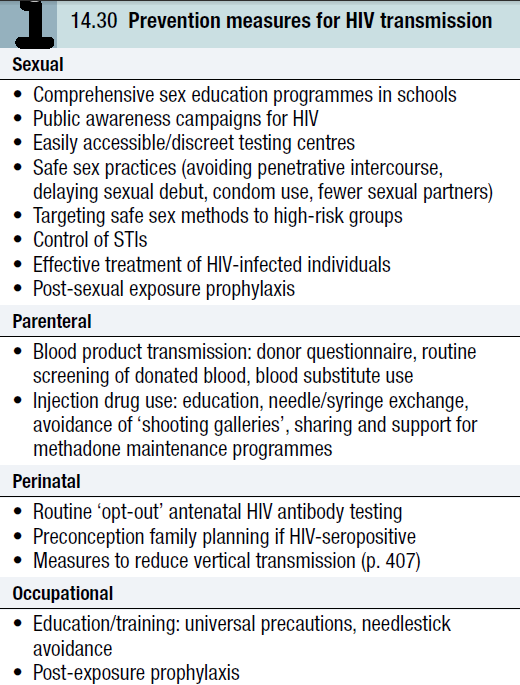 i 14.30 Prevention measures for HIV transmission
Sexual
• Comprehensive sex education programmes in schools
• Public awareness campaigns for HIV
• Easily accessible/discreet testing centres
• Safe sex practices (avoiding penetrative intercourse,
delaying sexual debut, condom use, fewer sexual partners)
• Targeting safe sex methods to high-risk groups
• Control of STIs
• Effective treatment of HIV-infected individuals
• Post-sexual exposure prophylaxis
Parenteral
• Blood product transmission: donor questionnaire, routine
screening of donated blood, blood substitute use
• Injection drug use: education, needle/syringe exchange,
avoidance of ‘shooting galleries’, sharing and support for
methadone maintenance programmes
Perinatal
• Routine ‘opt-out’ antenatal HIV antibody testing
• Preconception family planning if HIV-seropositive
• Measures to reduce vertical transmission (p. 407)
Occupational
• Education/training: universal precautions, needlestick
avoidance
• Post-exposure prophylaxis